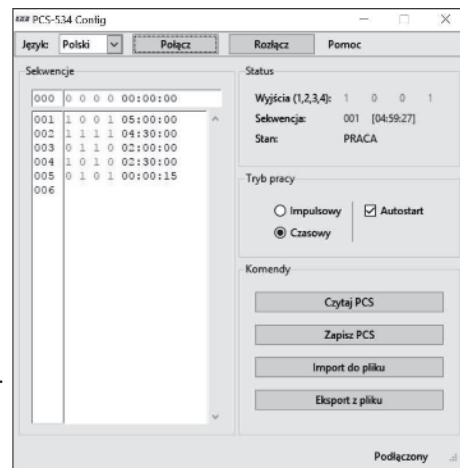 PCS-534 Config
Język: Polski Połącz Rozłącz Pomoc
Sekwencje
000 0 0 0 0 00:00:00
001 1 0 0 1 05:00:00
002 1 1 1 1 04:30:00
003 0 1 1 0 02:00:00
004 1 0 1 0 02:30:00
005 0 1 0 1 00:00:15
006
Status
Wyjścia (1,2,3,4): 1 0 0 1
Sekwencja: 001 [04:59:27]
Stan: PRACA
Tryb pracy
Impulsowy
Czasowy
Autostart
Komendy
Czytaj PCS
Zapisz PCS
Import do pliku
Eksport z pliku
Podłączony